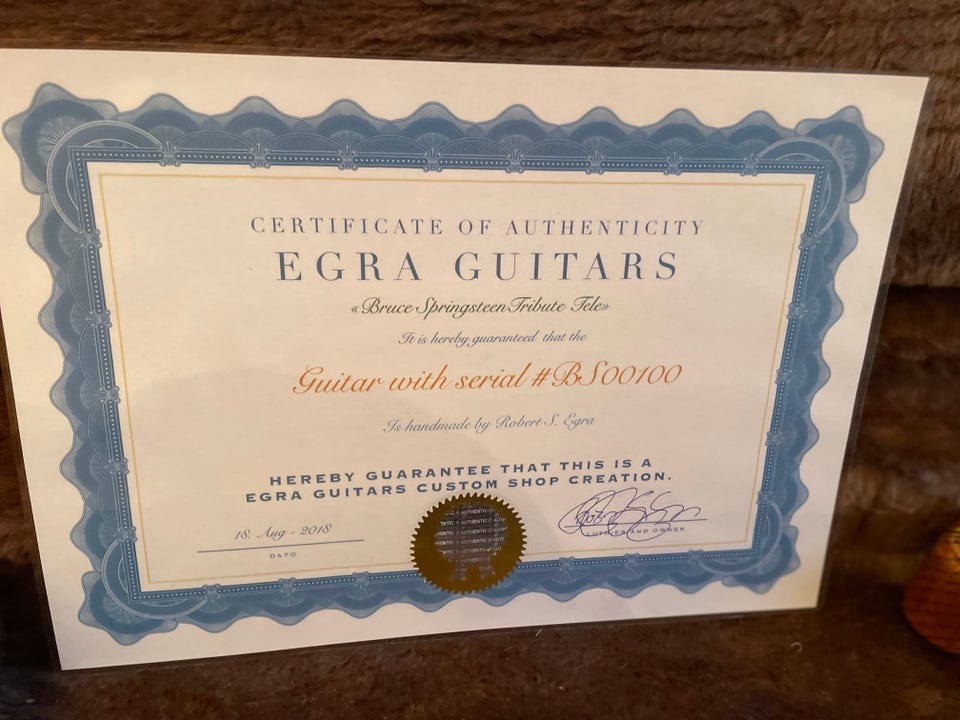 CERTIFICATE OF AUTHENTICITY
EGRA GUITARS
«Bruce Springsteen Tribute Tele»
It is hereby guaranteed that the
Guitar with serial #BS00100
Is handmade by Robert S. Egra
HEREBY GUARANTEE THAT THIS IS A
EGRA GUITARS CUSTOM SHOP CREATION.
18. Aug - 2018
DATO
LUTHIER AND OWNER
AUTHENTIC